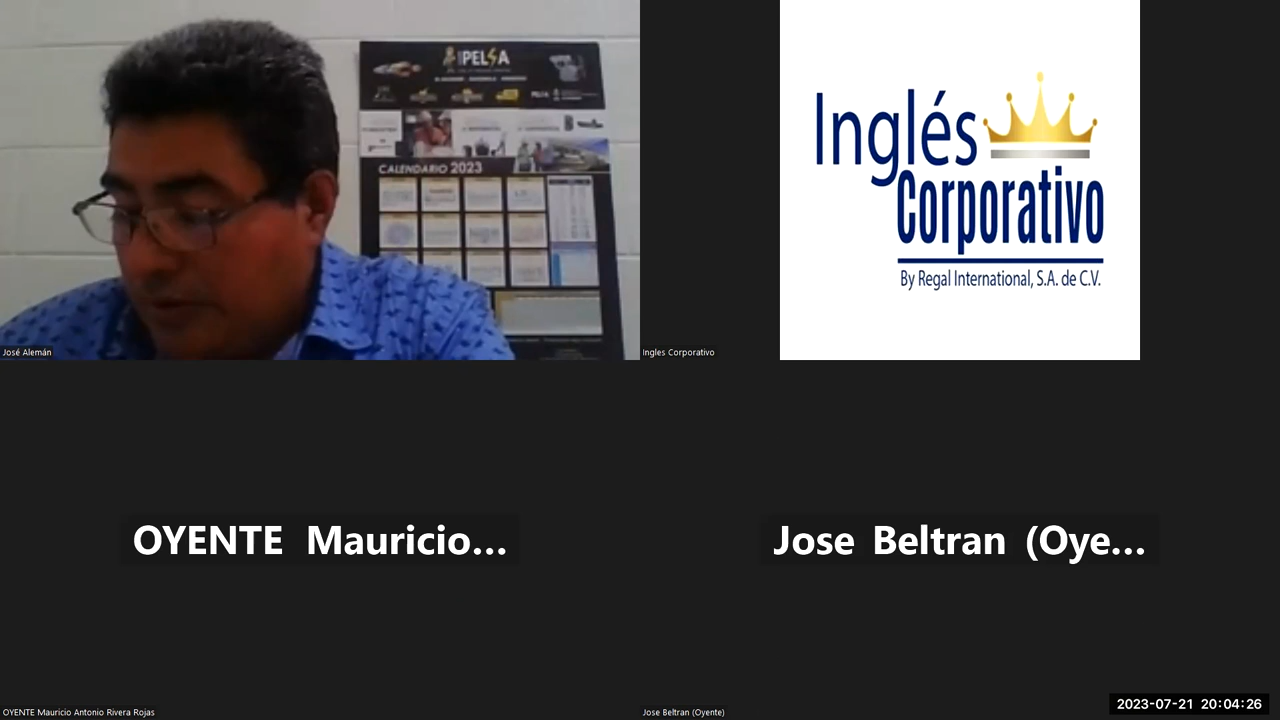 PELSA
CALENDARIO 2023
José Alemán
Inglés
Corporativo
By Regal International, S.A. de C.V.
Ingles Corporativo
OYENTE Mauricio...
Jose Beltran (Oye...
OYENTE Mauricio Antonio Rivera Rojas
Jose Beltran (Oyente)
2023-07-21 20:04:26